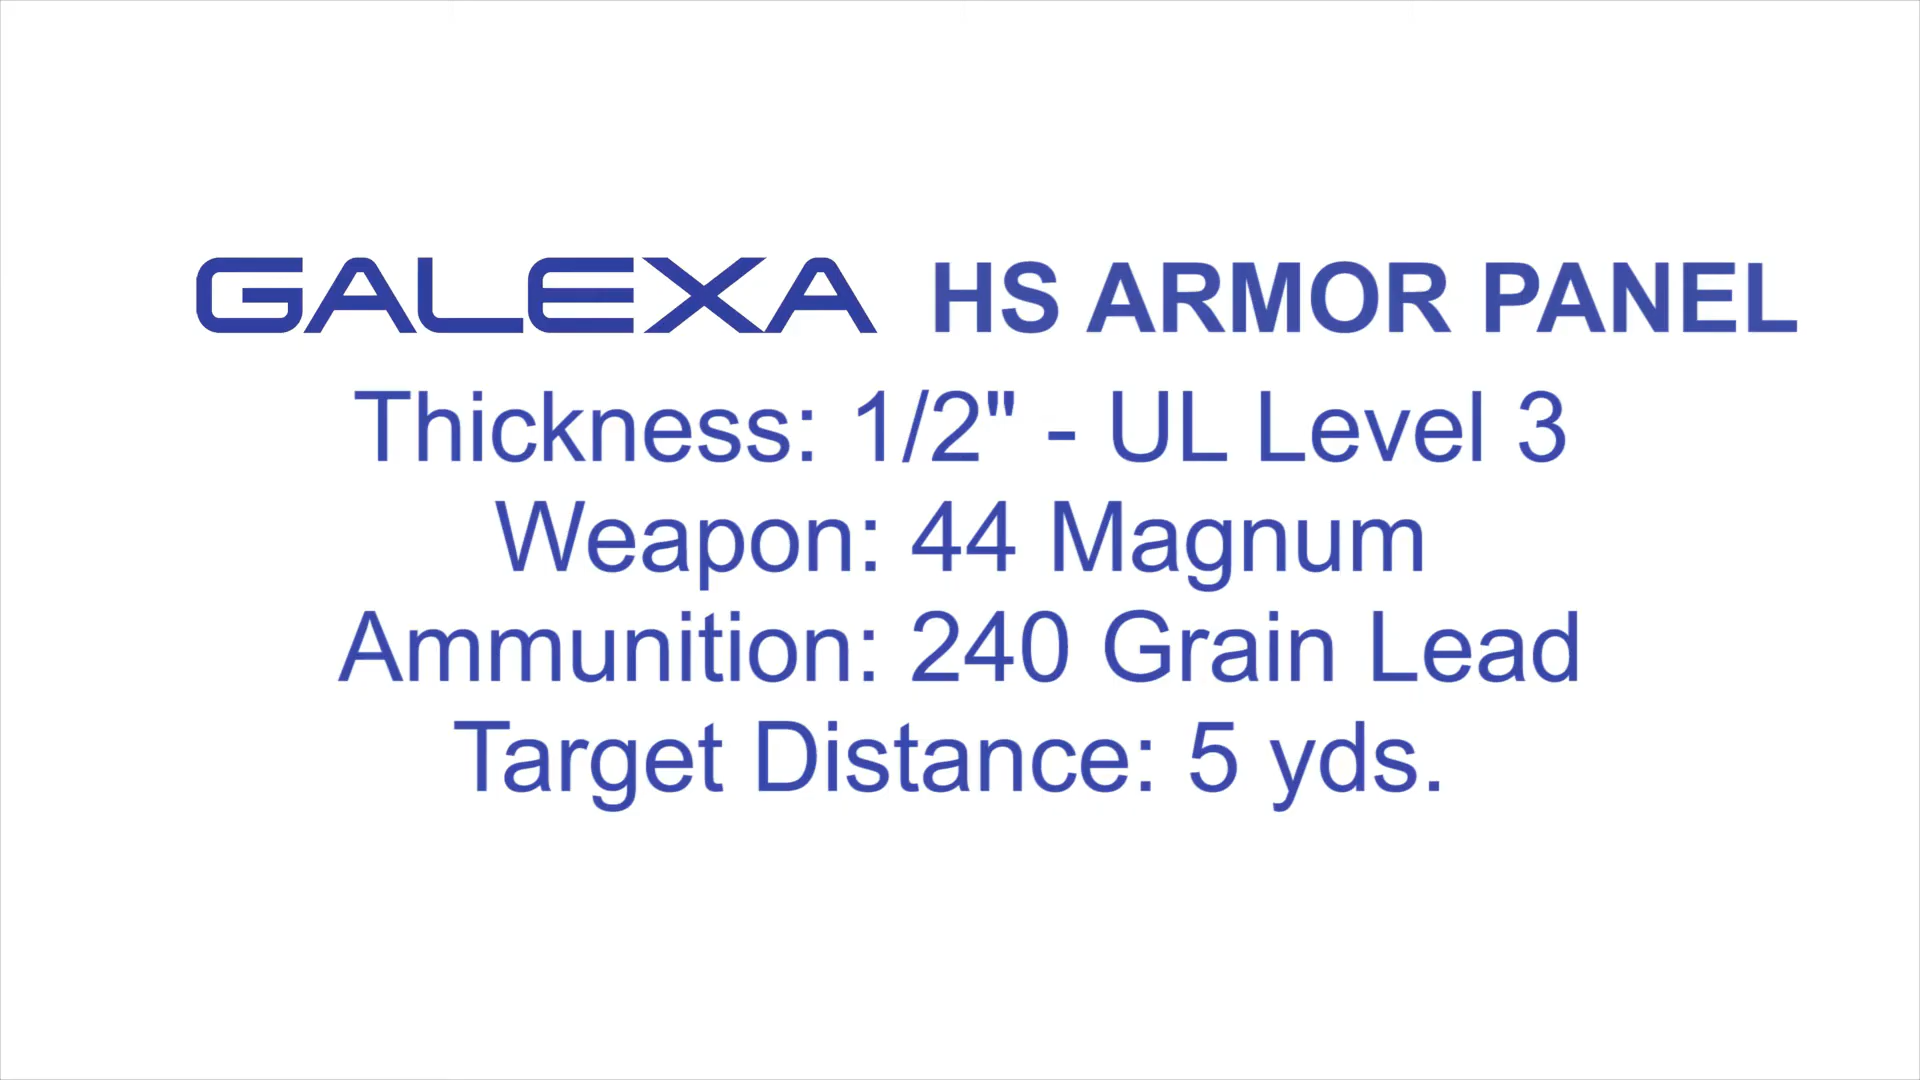 GALEXA HS ARMOR PANEL
Thickness: 1/2" - UL Level 3
Weapon: 44 Magnum
Ammunition: 240 Grain Lead
Target Distance: 5 yds.